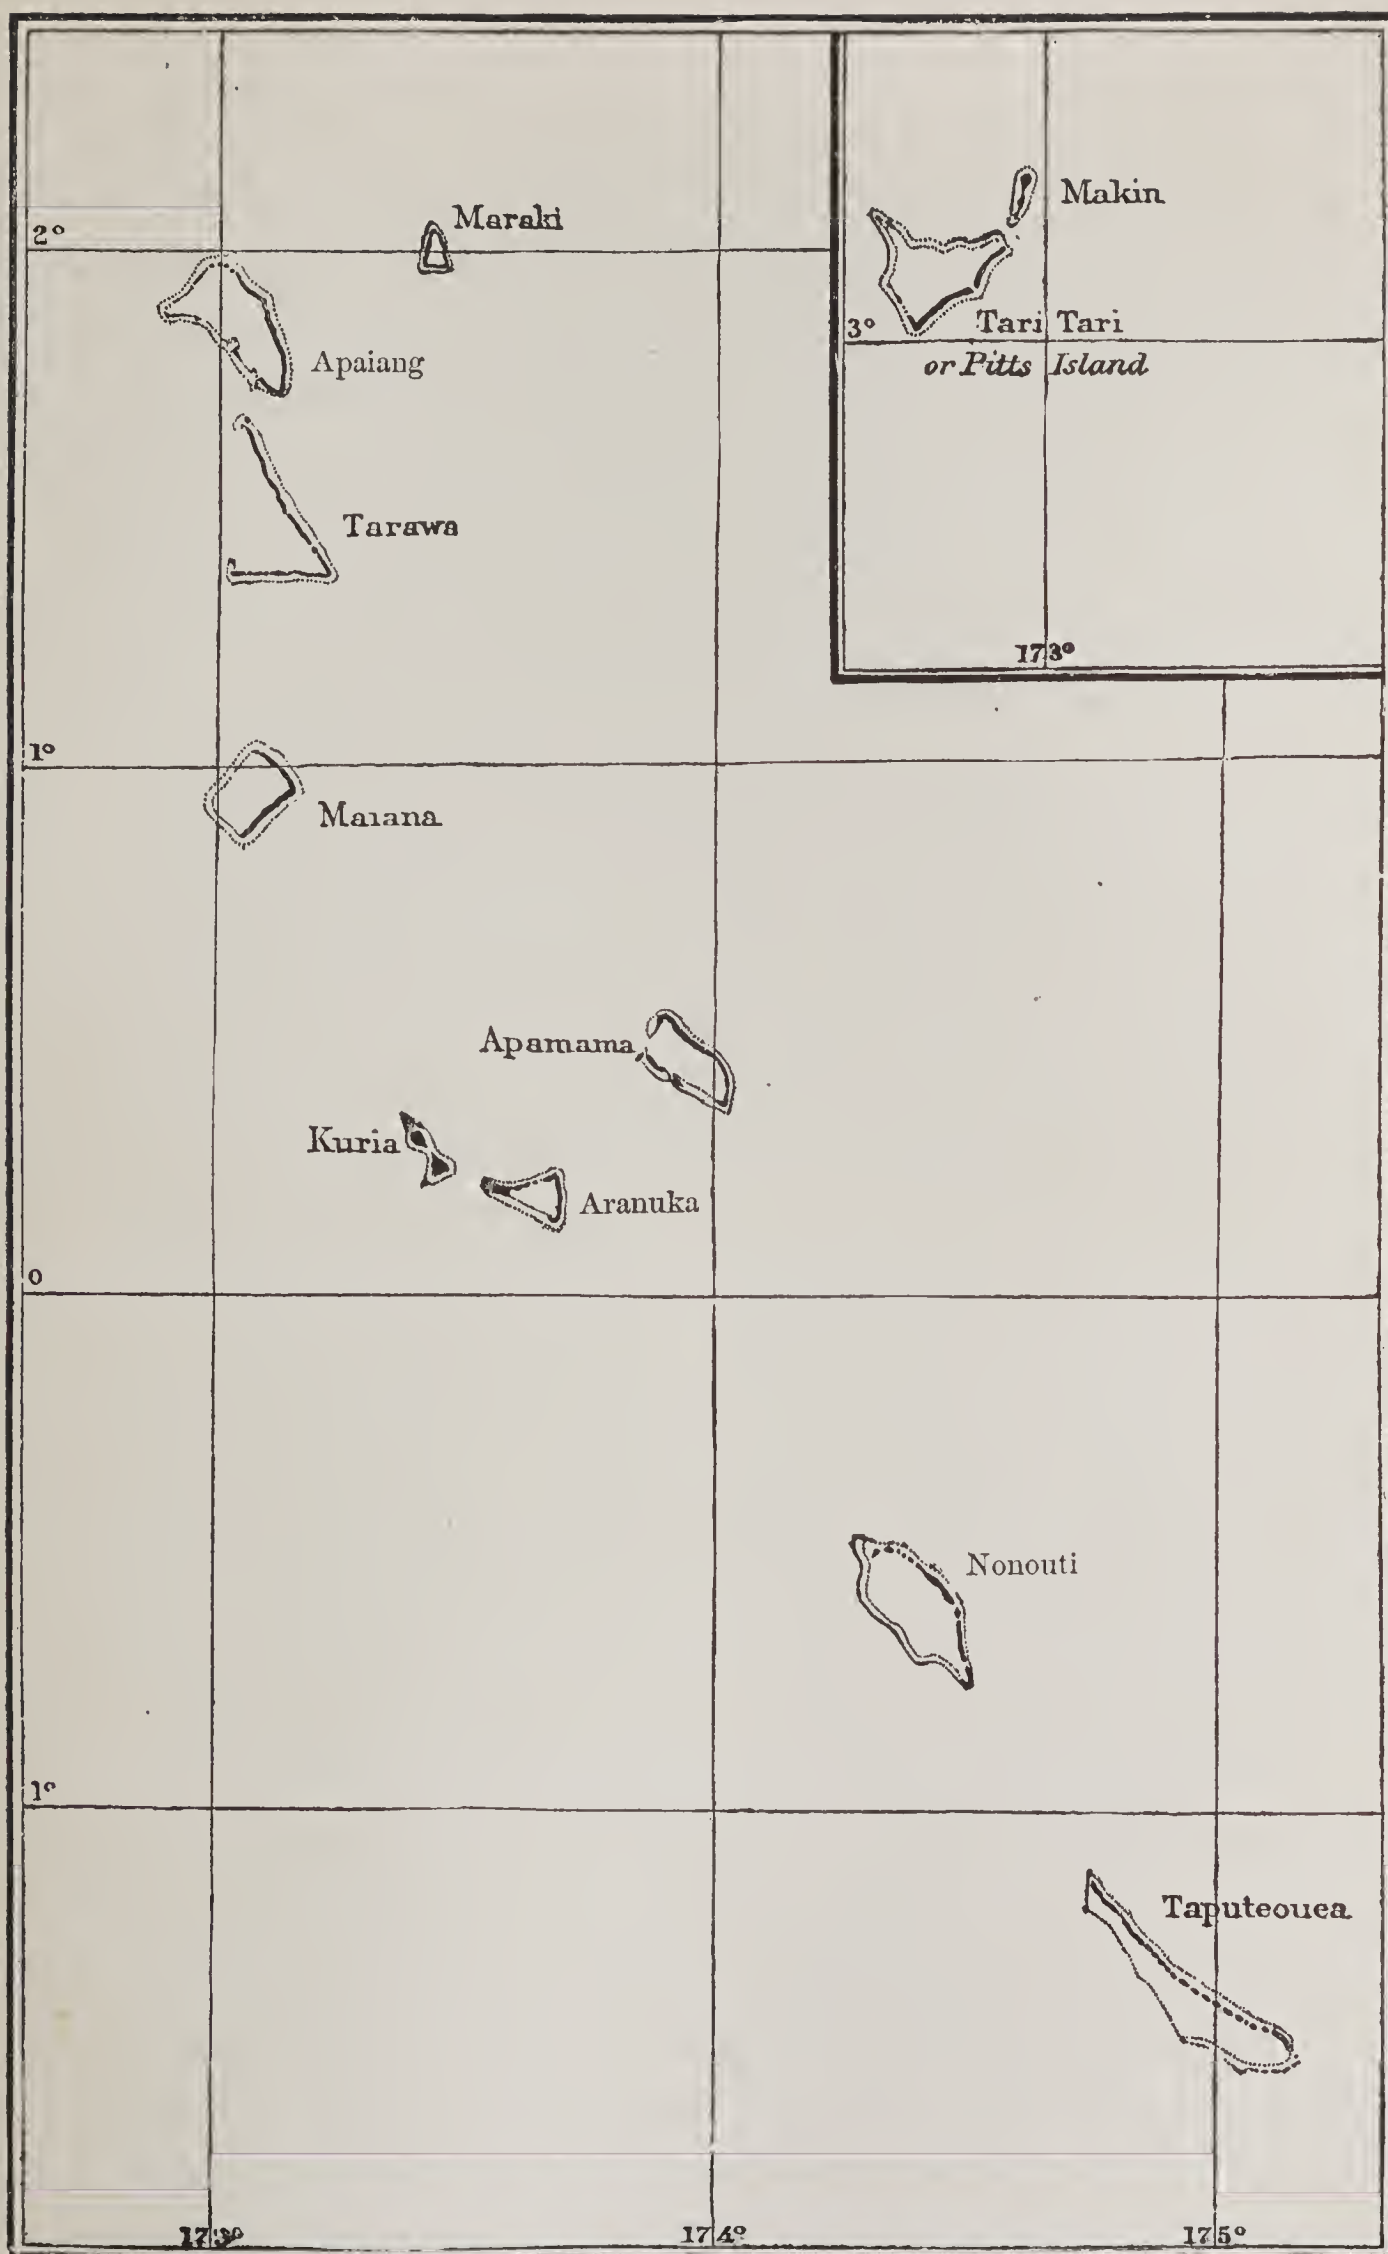 Makin
Maraki
2°
3°
Tari Tari
or Pitts Island
Apaiang
Tarawa
173°
1°
Maiana
Apamama
Kuria
Aranuka
0
Nonouti
1°
Taputeouea
173°
174°
175°